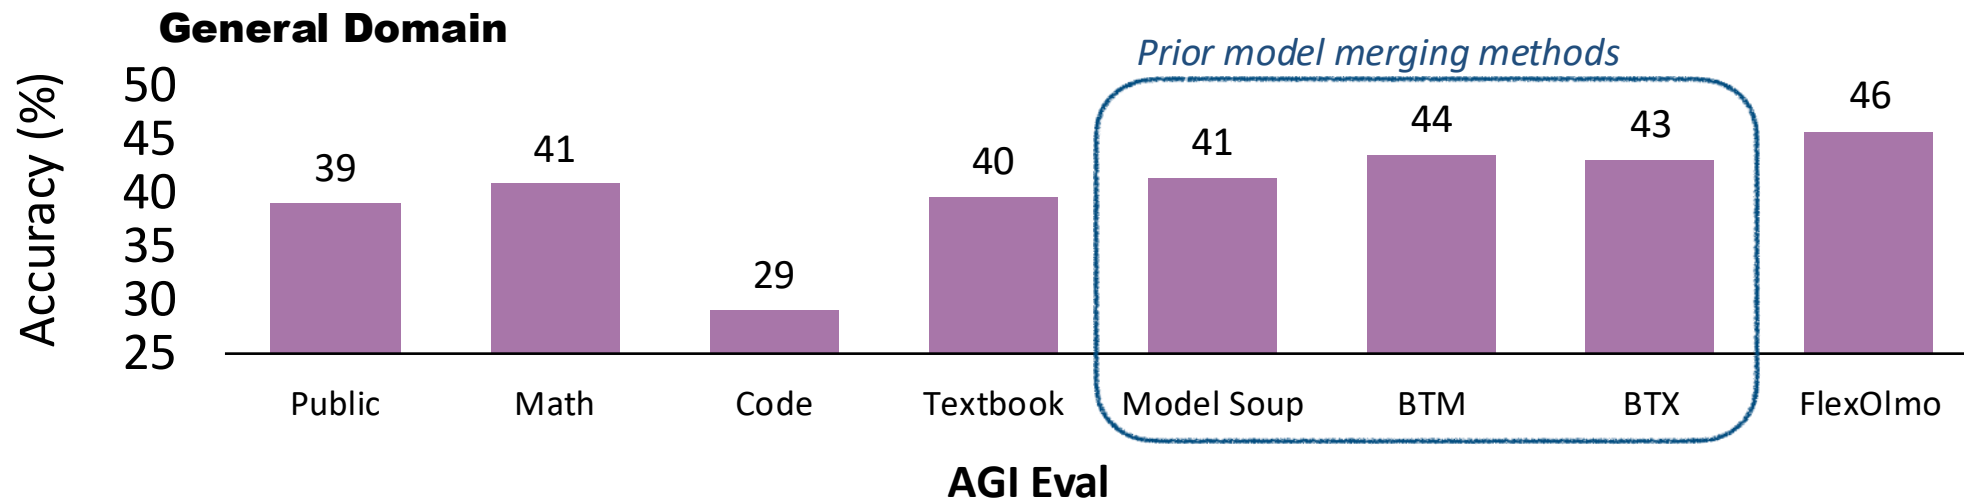 General Domain
Prior model merging methods
Accuracy (%)
50
45
40
35
30
25
39
41
29
40
41
44
43
46
Public
Math
Code
Textbook
Model Soup
BTM
BTX
FlexOlmo
AGI Eval